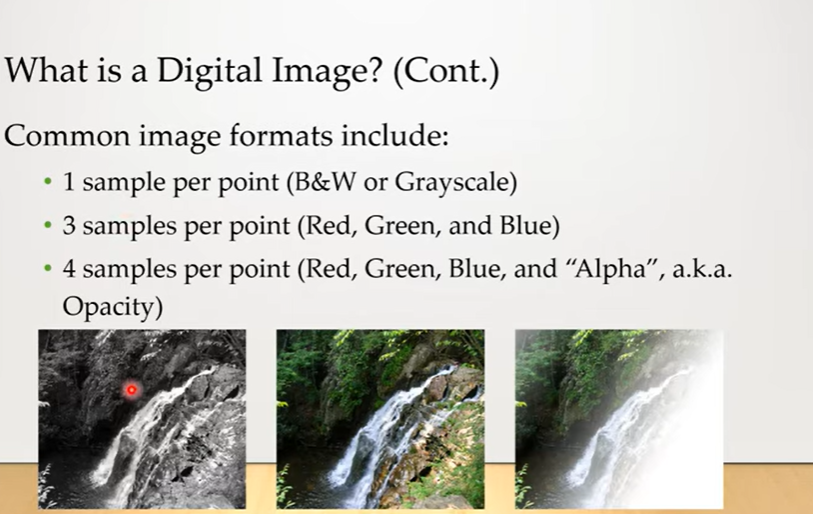 What is a Digital Image? (Cont.)
Common image formats include:
• 1 sample per point (B&W or Grayscale)
• 3 samples per point (Red, Green, and Blue)
• 4 samples per point (Red, Green, Blue, and “Alpha”, a.k.a.
Opacity)